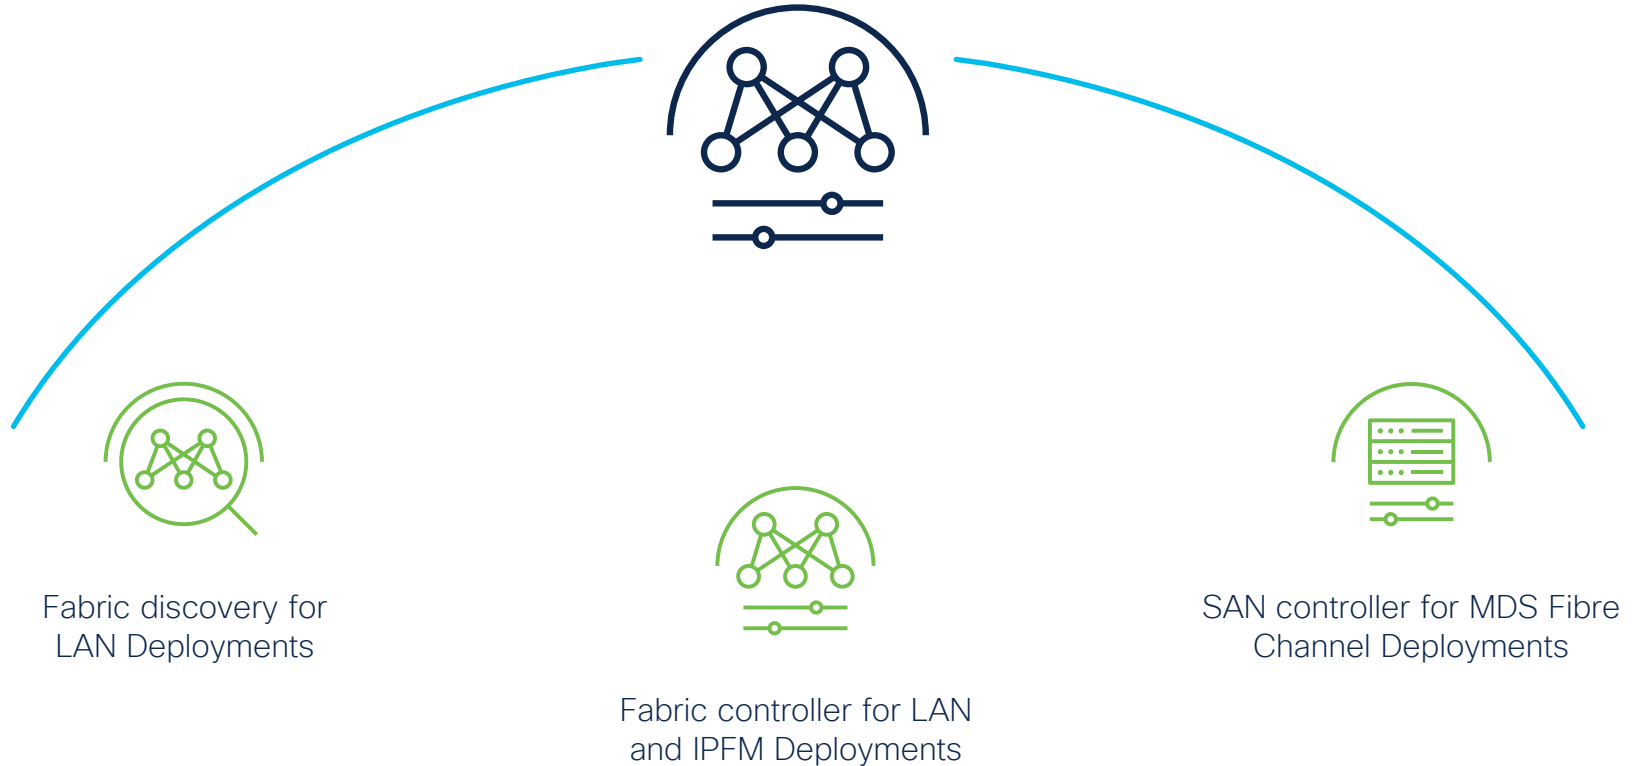 Fabric discovery for
LAN Deployments
Fabric controller for LAN
and IPFM Deployments
SAN controller for MDS Fibre
Channel Deployments